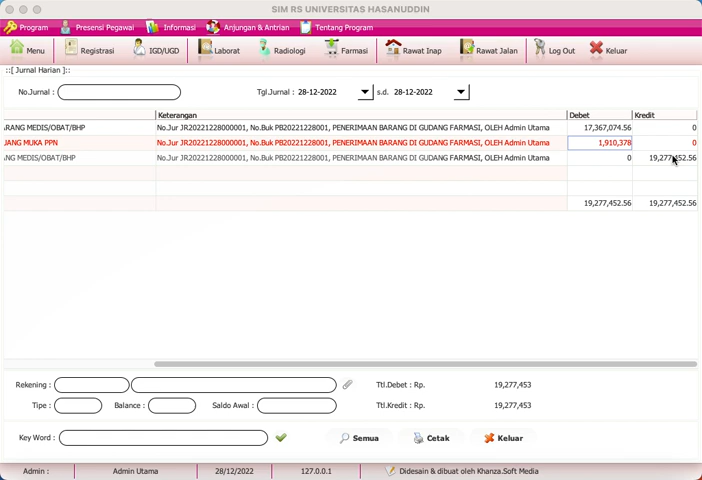 SIM RS UNIVERSITAS HASANUDDIN
Program Presensi Pegawai Informasi Anjungan & Antrian Tentang Program
Menu Registrasi IGD/UGD Laborat Radiologi Farmasi Rawat Inap Rawat Jalan Log Out Keluar
::[ Jurnal Harian ]::
No.Jurnal : Tgl.Jurnal : 28-12-2022 s.d. 28-12-2022
Keterangan Debet Kredit
ARANG MEDIS/OBAT/BHP No.Jur JR20221228000001, No.Buk PB20221228001, PENERIMAAN BARANG DI GUDANG FARMASI, OLEH Admin Utama 17,367,074.56 0
JANG MUKA PPN No.Jur JR20221228000001, No.Buk PB20221228001, PENERIMAAN BARANG DI GUDANG FARMASI, OLEH Admin Utama 1,910,378 0
ANG MEDIS/OBAT/BHP No.Jur JR20221228000001, No.Buk PB20221228001, PENERIMAAN BARANG DI GUDANG FARMASI, OLEH Admin Utama 0 19,277,452.56
19,277,452.56 19,277,452.56
Rekening : Ttl.Debet : Rp. 19,277,453
Tipe : Balance : Saldo Awal : Ttl.Kredit : Rp. 19,277,453
Key Word : Semua Cetak Keluar
Admin : Admin Utama 28/12/2022 127.0.0.1 Didesain & dibuat oleh Khanza.Soft Media